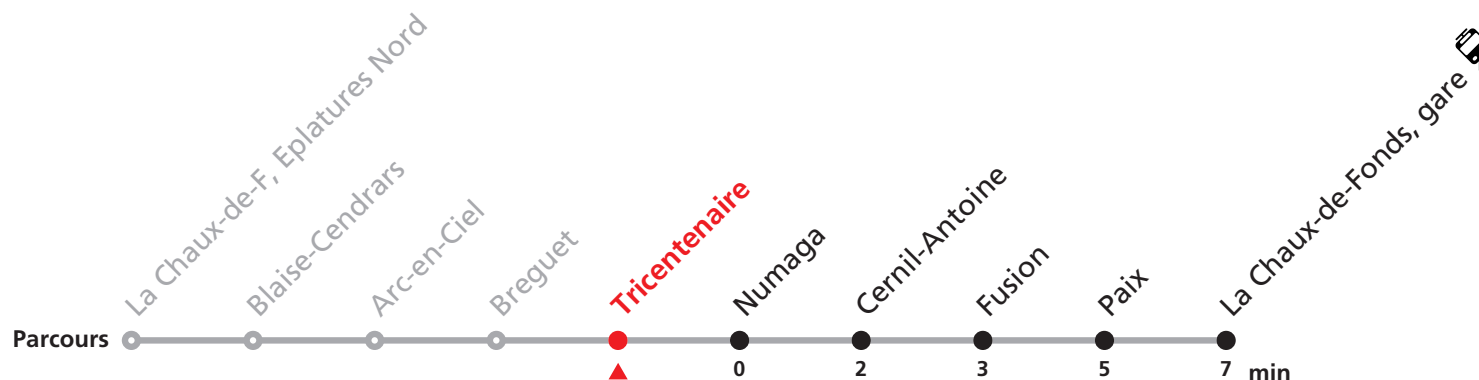 La Chaux-de-F, Eplatures Nord
Blaise-Cendrars
Arc-en-Ciel
Breguet
Tricentenaire
Numaga
Cernil-Antoine
Fusion
Paix
La Chaux-de-Fonds, gare
Parcours
0 2 3 5 7 min